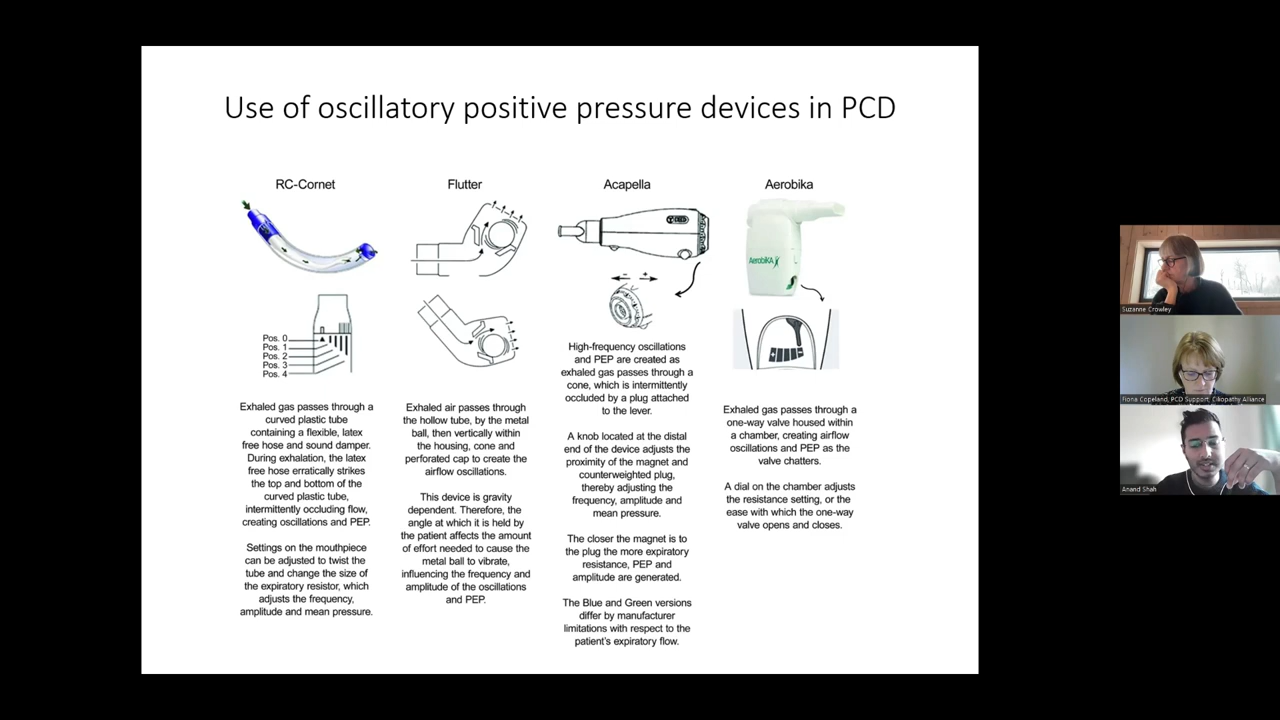 Use of oscillatory positive pressure devices in PCD
RC-Cornet
Pos. 0
Pos. 1
Pos. 2
Pos. 3
Pos. 4
Exhaled gas passes through a
curved plastic tube
containing a flexible, latex
free hose and sound damper.
During exhalation, the latex
free hose erratically strikes
the top and bottom of the
curved plastic tube,
intermittently occluding flow,
creating oscillations and PEP.
Settings on the mouthpiece
can be adjusted to twist the
tube and change the size of
the expiratory resistor, which
adjusts the frequency,
amplitude and mean pressure.
Flutter
Exhaled air passes through
the hollow tube, by the metal
ball, then vertically within
the housing, cone and
perforated cap to create the
airflow oscillations.
This device is gravity
dependent. Therefore, the
angle at which it is held by
the patient affects the amount
of effort needed to cause the
metal ball to vibrate,
influencing the frequency and
amplitude of the oscillations
and PEP.
Acapella
- +
High-frequency oscillations
and PEP are created as
exhaled gas passes through a
cone, which is intermittently
occluded by a plug attached
to the lever.
A knob located at the distal
end of the device adjusts the
proximity of the magnet and
counterweighted plug,
thereby adjusting the
frequency, amplitude and
mean pressure.
The closer the magnet is to
the plug the more expiratory
resistance, PEP and
amplitude are generated.
The Blue and Green versions
differ by manufacturer
limitations with respect to the
patient's expiratory flow.
Aerobika
AerobiKA
Exhaled gas passes through a
one-way valve housed within
a chamber, creating airflow
oscillations and PEP as the
valve chatters.
A dial on the chamber adjusts
the resistance setting, or the
ease with which the one-way
valve opens and closes.
Suzanne Crowley
Fiona Copeland, PCD Support, Ciliopathy Alliance
Anand Shah